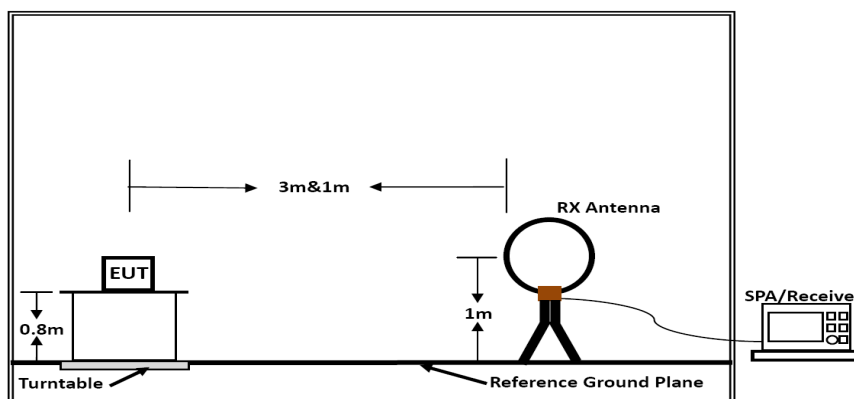 3m&1m
RX Antenna
EUT
SPA/Receive
0.8m
1m
Turntable
Reference Ground Plane